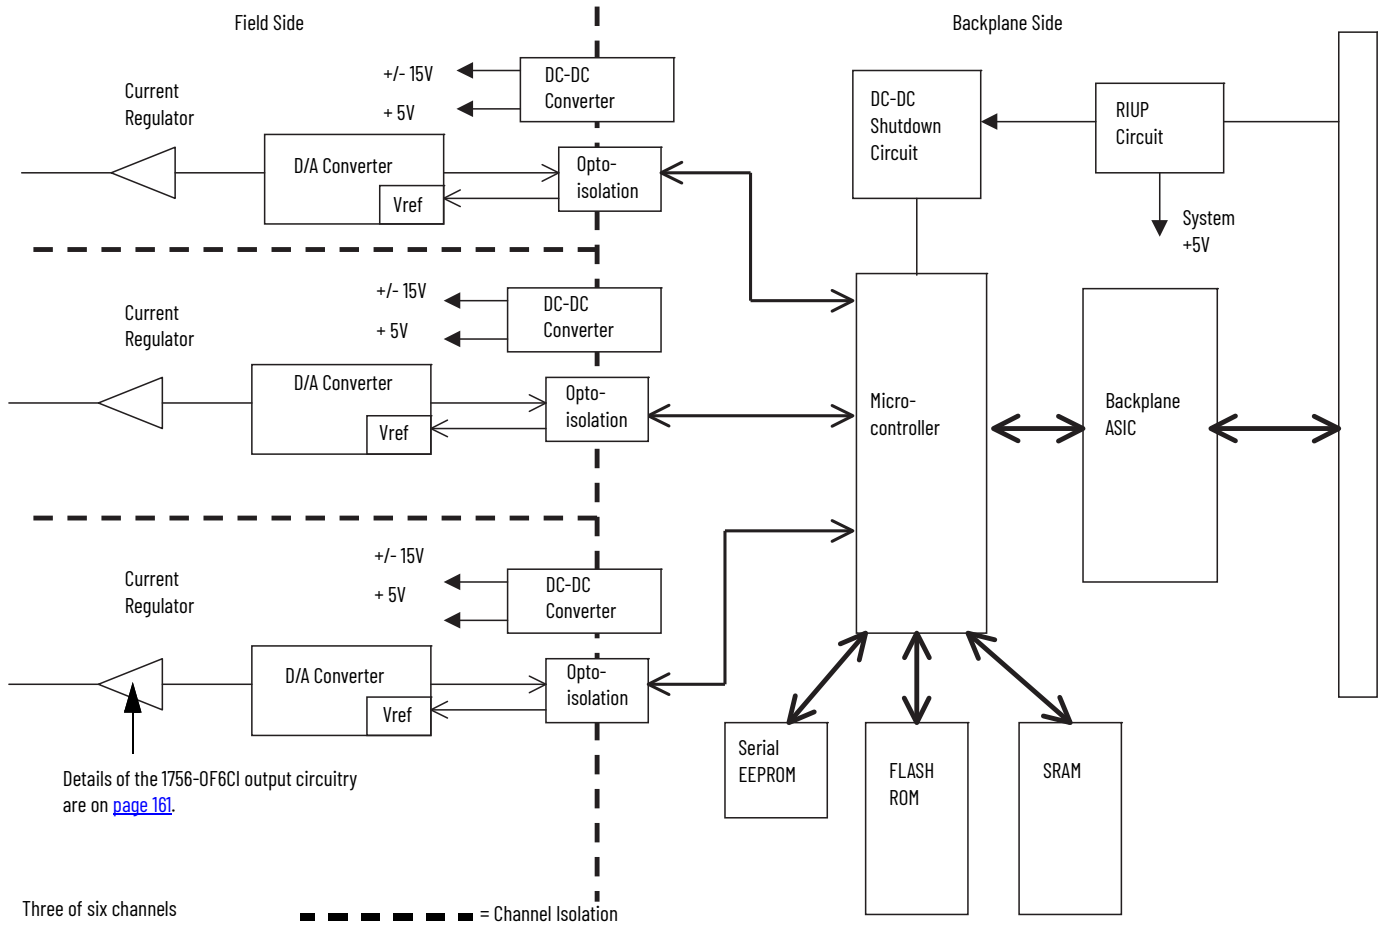 Field Side
Backplane Side
+/- 15V
+ 5V
DC-DC
Converter
Current
Regulator
D/A Converter
Vref
Opto-
isolation
DC-DC
Shutdown
Circuit
RIUP
Circuit
System
+5V
+/- 15V
+ 5V
DC-DC
Converter
Current
Regulator
D/A Converter
Vref
Opto-
isolation
Micro-
controller
Backplane
ASIC
+/- 15V
+ 5V
DC-DC
Converter
Current
Regulator
D/A Converter
Vref
Opto-
isolation
Serial
EEPROM
FLASH
ROM
SRAM
Details of the 1756-OF6CI output circuitry
are on page 161.
Three of six channels
= Channel Isolation